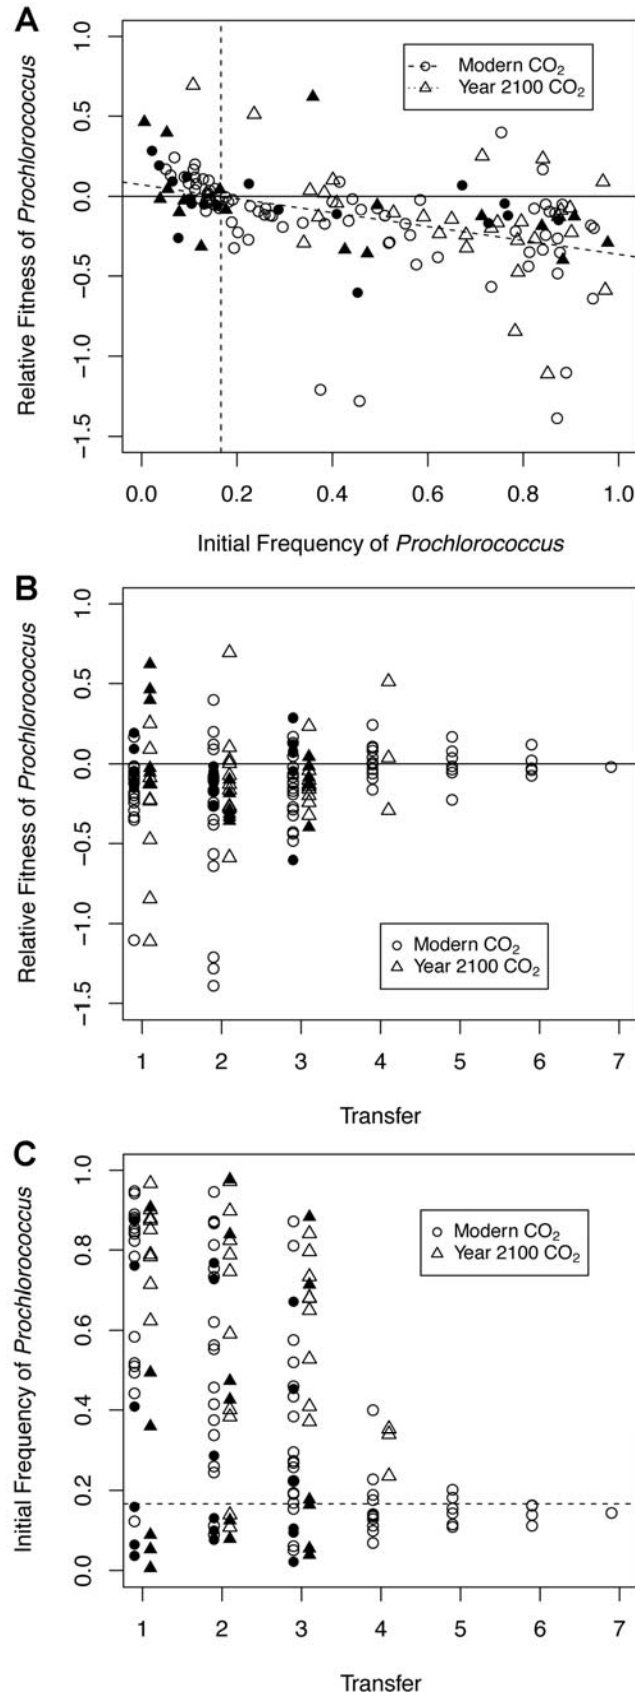 A
1.0
0.5
0.0
−0.5
−1.0
−1.5
Relative Fitness of Prochlorococcus
Modern CO2
Year 2100 CO2
0.0 0.2 0.4 0.6 0.8 1.0
Initial Frequency of Prochlorococcus
B
1.0
0.5
0.0
−0.5
−1.0
−1.5
Relative Fitness of Prochlorococcus
Modern CO2
Year 2100 CO2
1 2 3 4 5 6 7
Transfer
C
1.0
0.8
0.6
0.4
0.2
0.0
Initial Frequency of Prochlorococcus
Modern CO2
Year 2100 CO2
1 2 3 4 5 6 7
Transfer